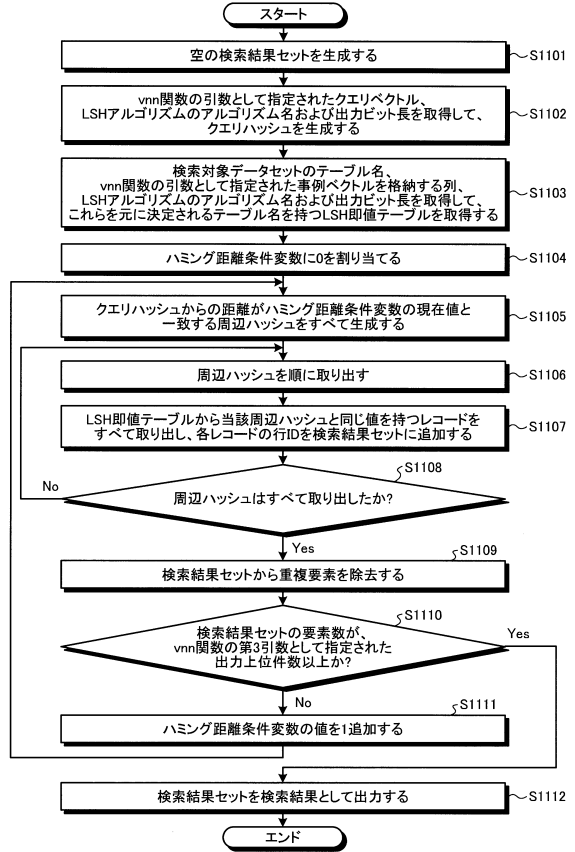 スタート
空の検索結果セットを生成する
S1101
vnn関数の引数として指定されたクエリベクトル、
LSHアルゴリズムのアルゴリズム名および出力ビット長を取得して、
クエリハッシュを生成する
S1102
検索対象データセットのテーブル名、
vnn関数の引数として指定された事例ベクトルを格納する列、
LSHアルゴリズムのアルゴリズム名および出力ビット長を取得して、
これらを元に決定されるテーブル名を持つLSH即値テーブルを取得する
S1103
ハミング距離条件変数に0を割り当てる
S1104
クエリハッシュからの距離がハミング距離条件変数の現在値と
一致する周辺ハッシュをすべて生成する
S1105
周辺ハッシュを順に取り出す
S1106
LSH即値テーブルから当該周辺ハッシュと同じ値を持つレコードを
すべて取り出し、各レコードの行IDを検索結果セットに追加する
S1107
S1108
No
周辺ハッシュはすべて取り出したか?
Yes
S1109
検索結果セットから重複要素を除去する
S1110
検索結果セットの要素数が、
vnn関数の第3引数として指定された
出力上位件数以上か?
Yes
No
S1111
ハミング距離条件変数の値を1追加する
検索結果セットを検索結果として出力する
S1112
エンド